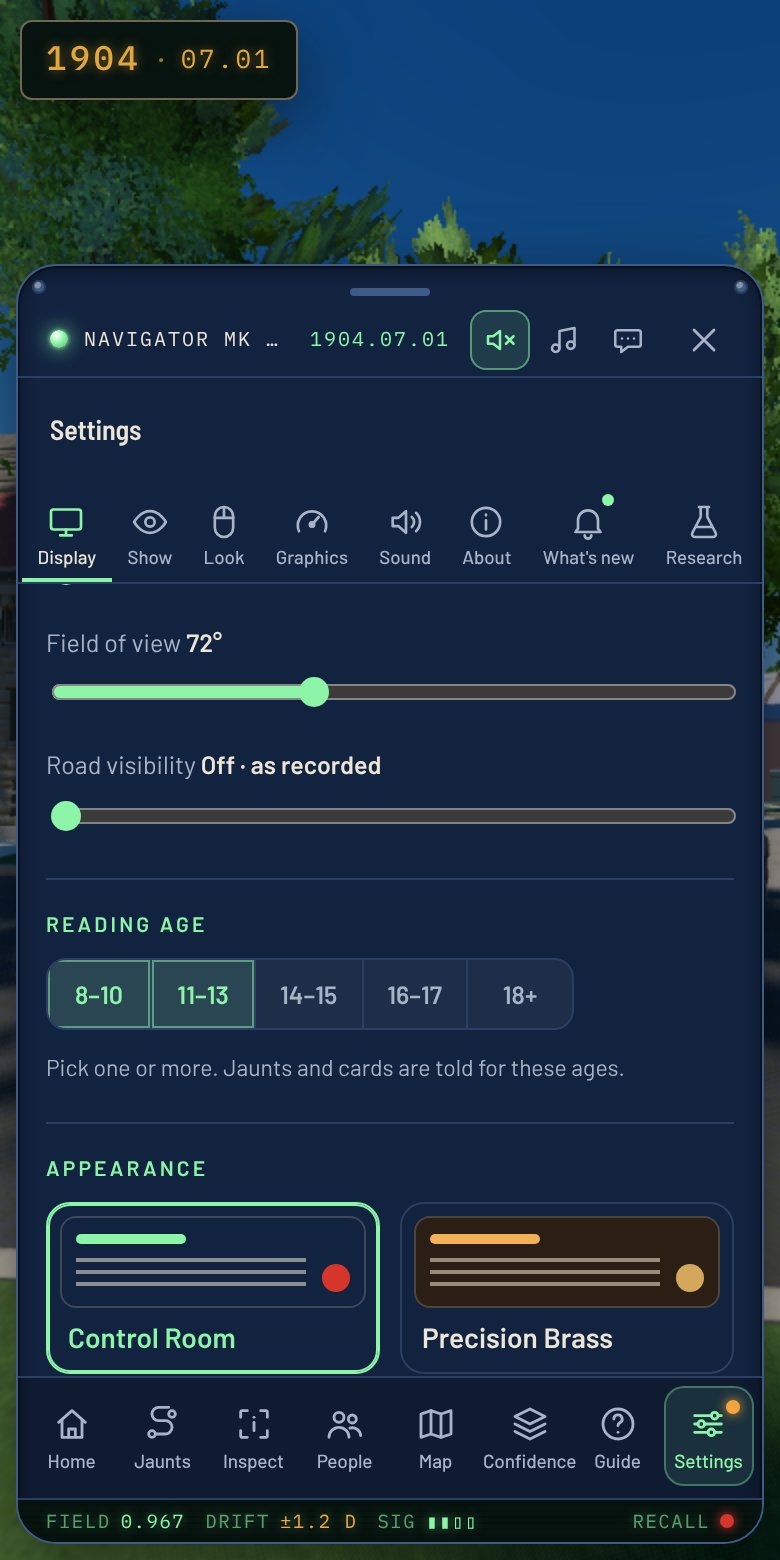 1904 · 07.01
NAVIGATOR MK … 1904.07.01
Settings
Display Show Look Graphics Sound About What's new Research
Field of view 72°
Road visibility Off · as recorded
READING AGE
8–10 11–13 14–15 16–17 18+
Pick one or more. Jaunts and cards are told for these ages.
APPEARANCE
Control Room Precision Brass
Home Jaunts Inspect People Map Confidence Guide Settings
FIELD 0.967 DRIFT ±1.2 D SIG ▮▮▯▯ RECALL